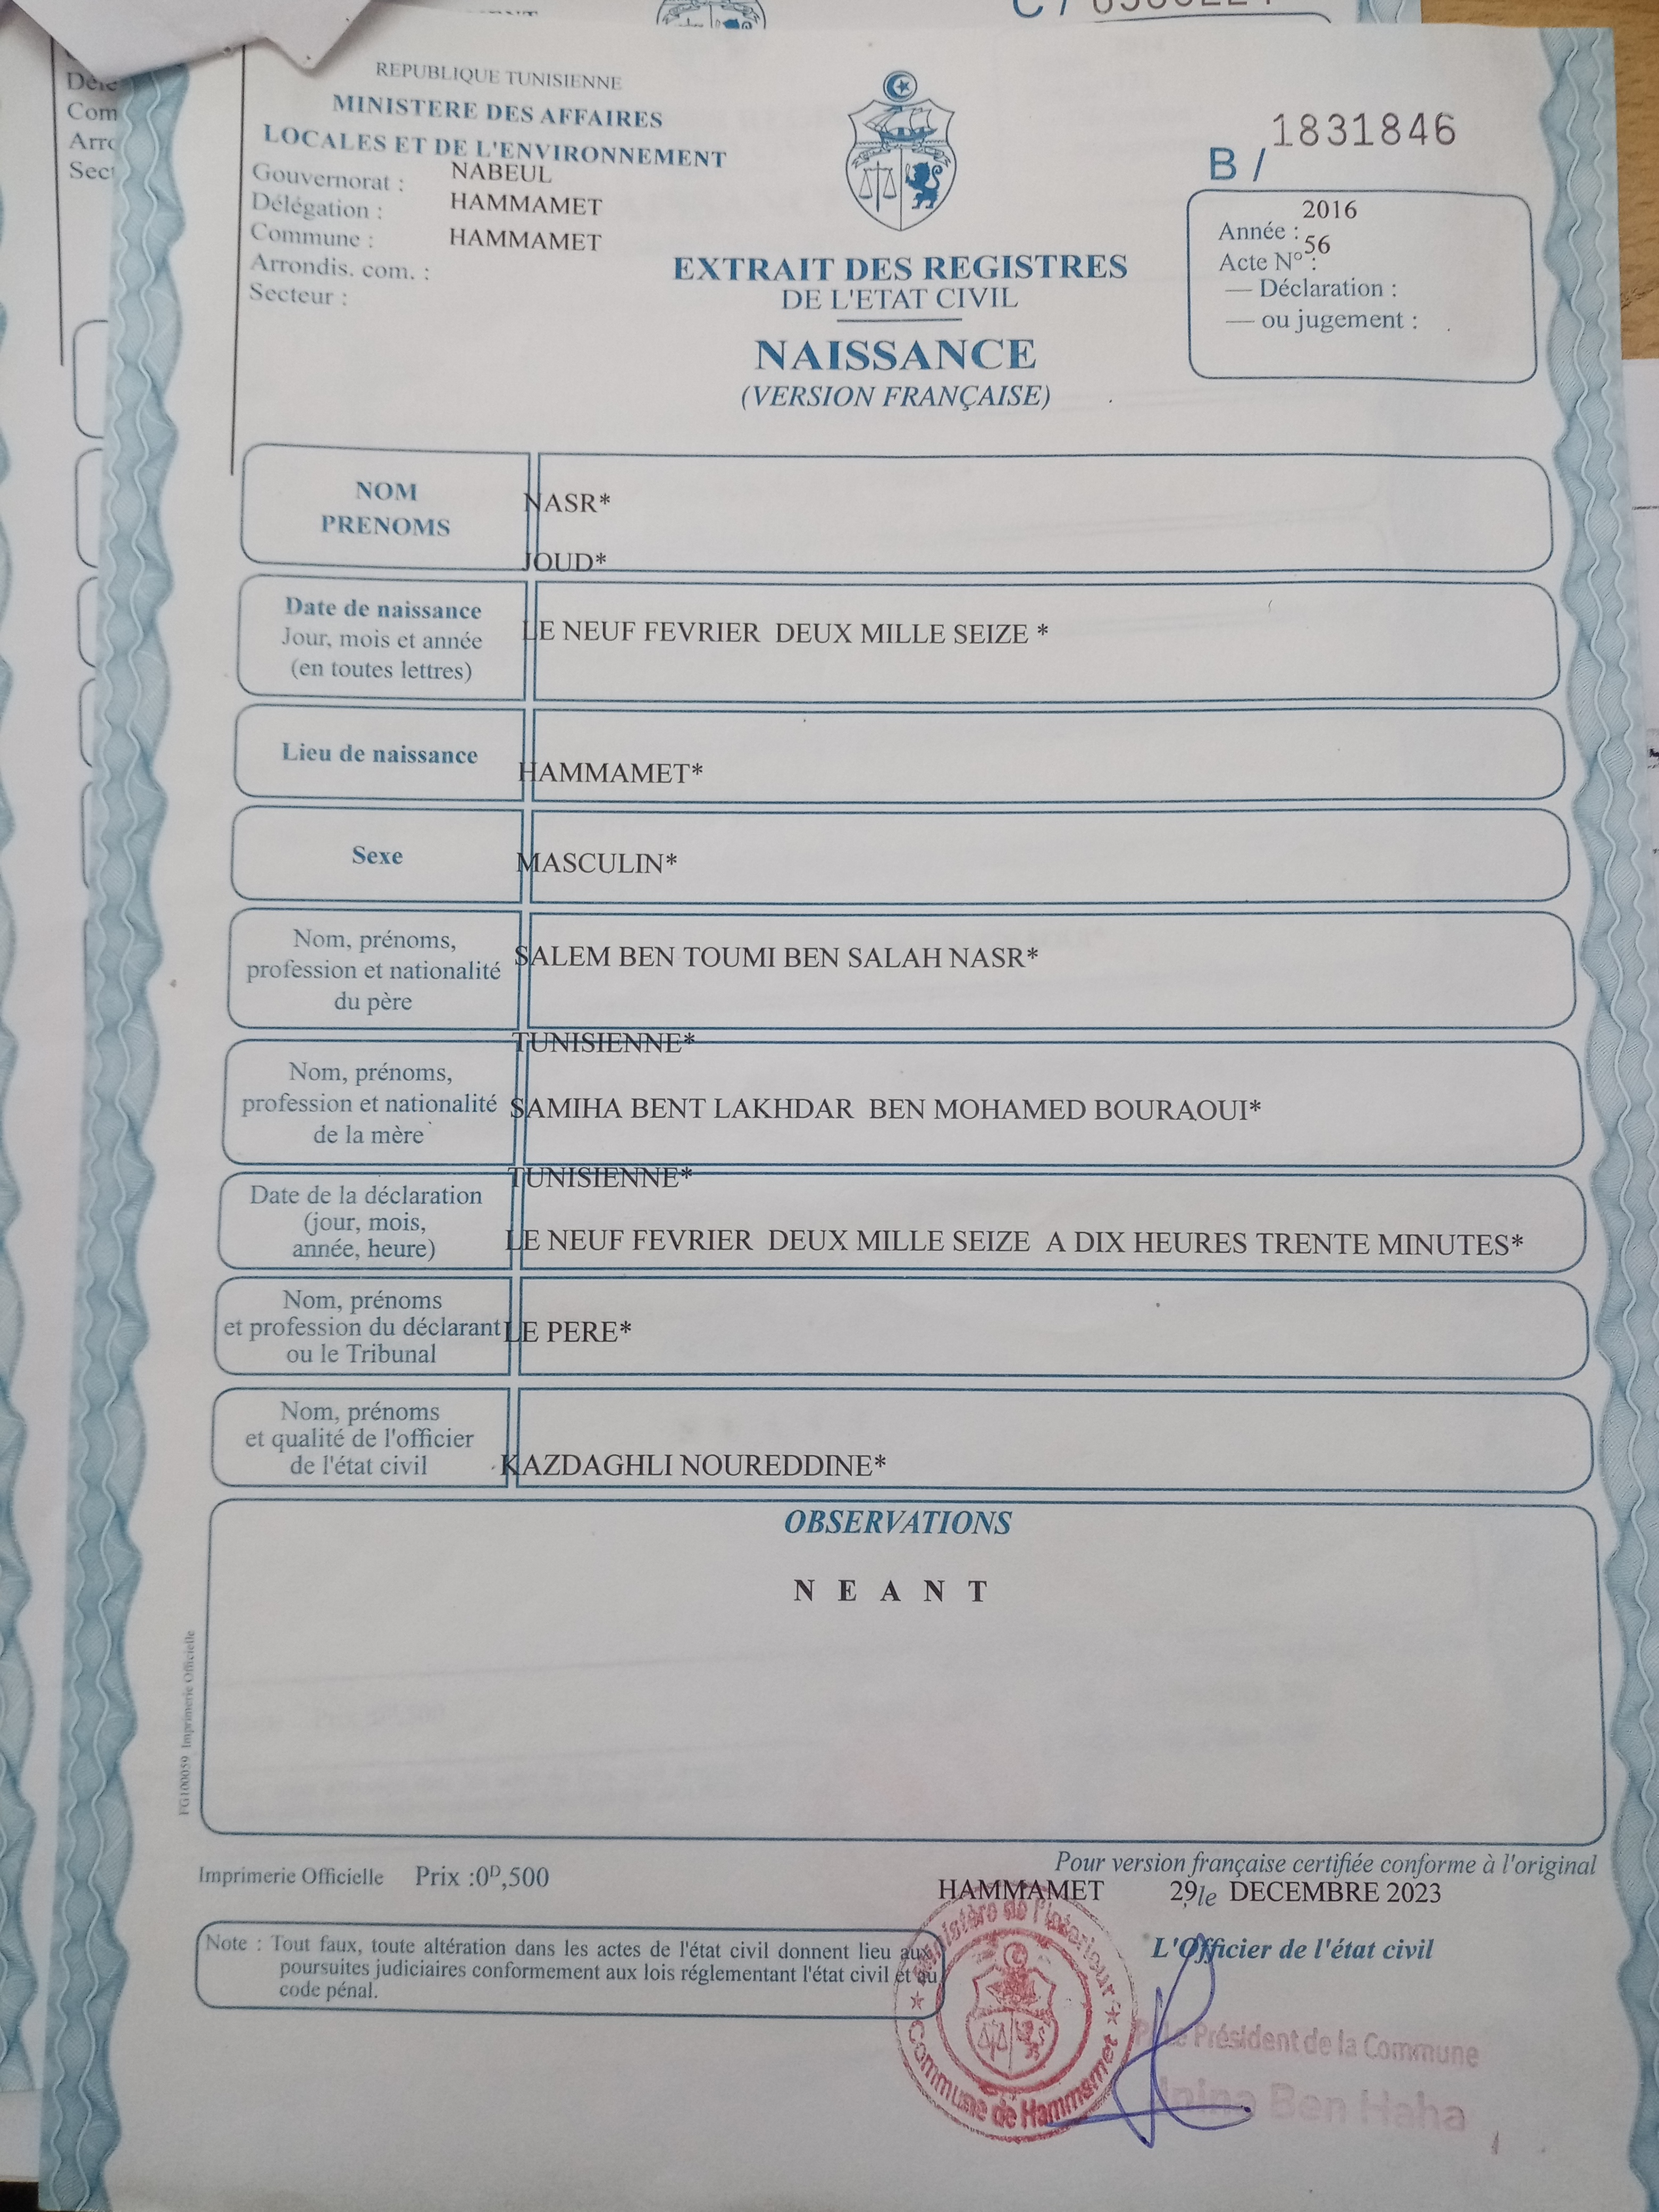 REPUBLIQUE TUNISIENNE
MINISTERE DES AFFAIRES
LOCALES ET DE L'ENVIRONNEMENT
Gouvernorat : NABEUL
Délégation : HAMMAMET
Commune : HAMMAMET
Arrondis. com. :
Secteur :
B / 1831846
Année : 2016
Acte N° : 56
— Déclaration :
— ou jugement :
EXTRAIT DES REGISTRES
DE L'ETAT CIVIL
NAISSANCE
(VERSION FRANÇAISE)
NOM
PRENOMS
NASR*
JOUD*
Date de naissance
Jour, mois et année
(en toutes lettres)
LE NEUF FEVRIER DEUX MILLE SEIZE *
Lieu de naissance
HAMMAMET*
Sexe
MASCULIN*
Nom, prénoms,
profession et nationalité
du père
SALEM BEN TOUMI BEN SALAH NASR*
TUNISIENNE*
Nom, prénoms,
profession et nationalité
de la mère
SAMIHA BENT LAKHDAR BEN MOHAMED BOURAOUI*
TUNISIENNE*
Date de la déclaration
(jour, mois,
année, heure)
LE NEUF FEVRIER DEUX MILLE SEIZE A DIX HEURES TRENTE MINUTES*
Nom, prénoms
et profession du déclarant
ou le Tribunal
LE PERE*
Nom, prénoms
et qualité de l'officier
de l'état civil
KAZDAGHLI NOUREDDINE*
OBSERVATIONS
N E A N T
FG100059 Imprimerie Officielle
Imprimerie Officielle Prix :0D,500
Pour version française certifiée conforme à l'original
HAMMAMET 29 le DECEMBRE 2023
Note : Tout faux, toute altération dans les actes de l'état civil donnent lieu aux
poursuites judiciaires conformement aux lois réglementant l'état civil et au
code pénal.
L'Officier de l'état civil
Ministère de l'intérieur
Commune de Hammamet
Le Président de la Commune
Ben Haha